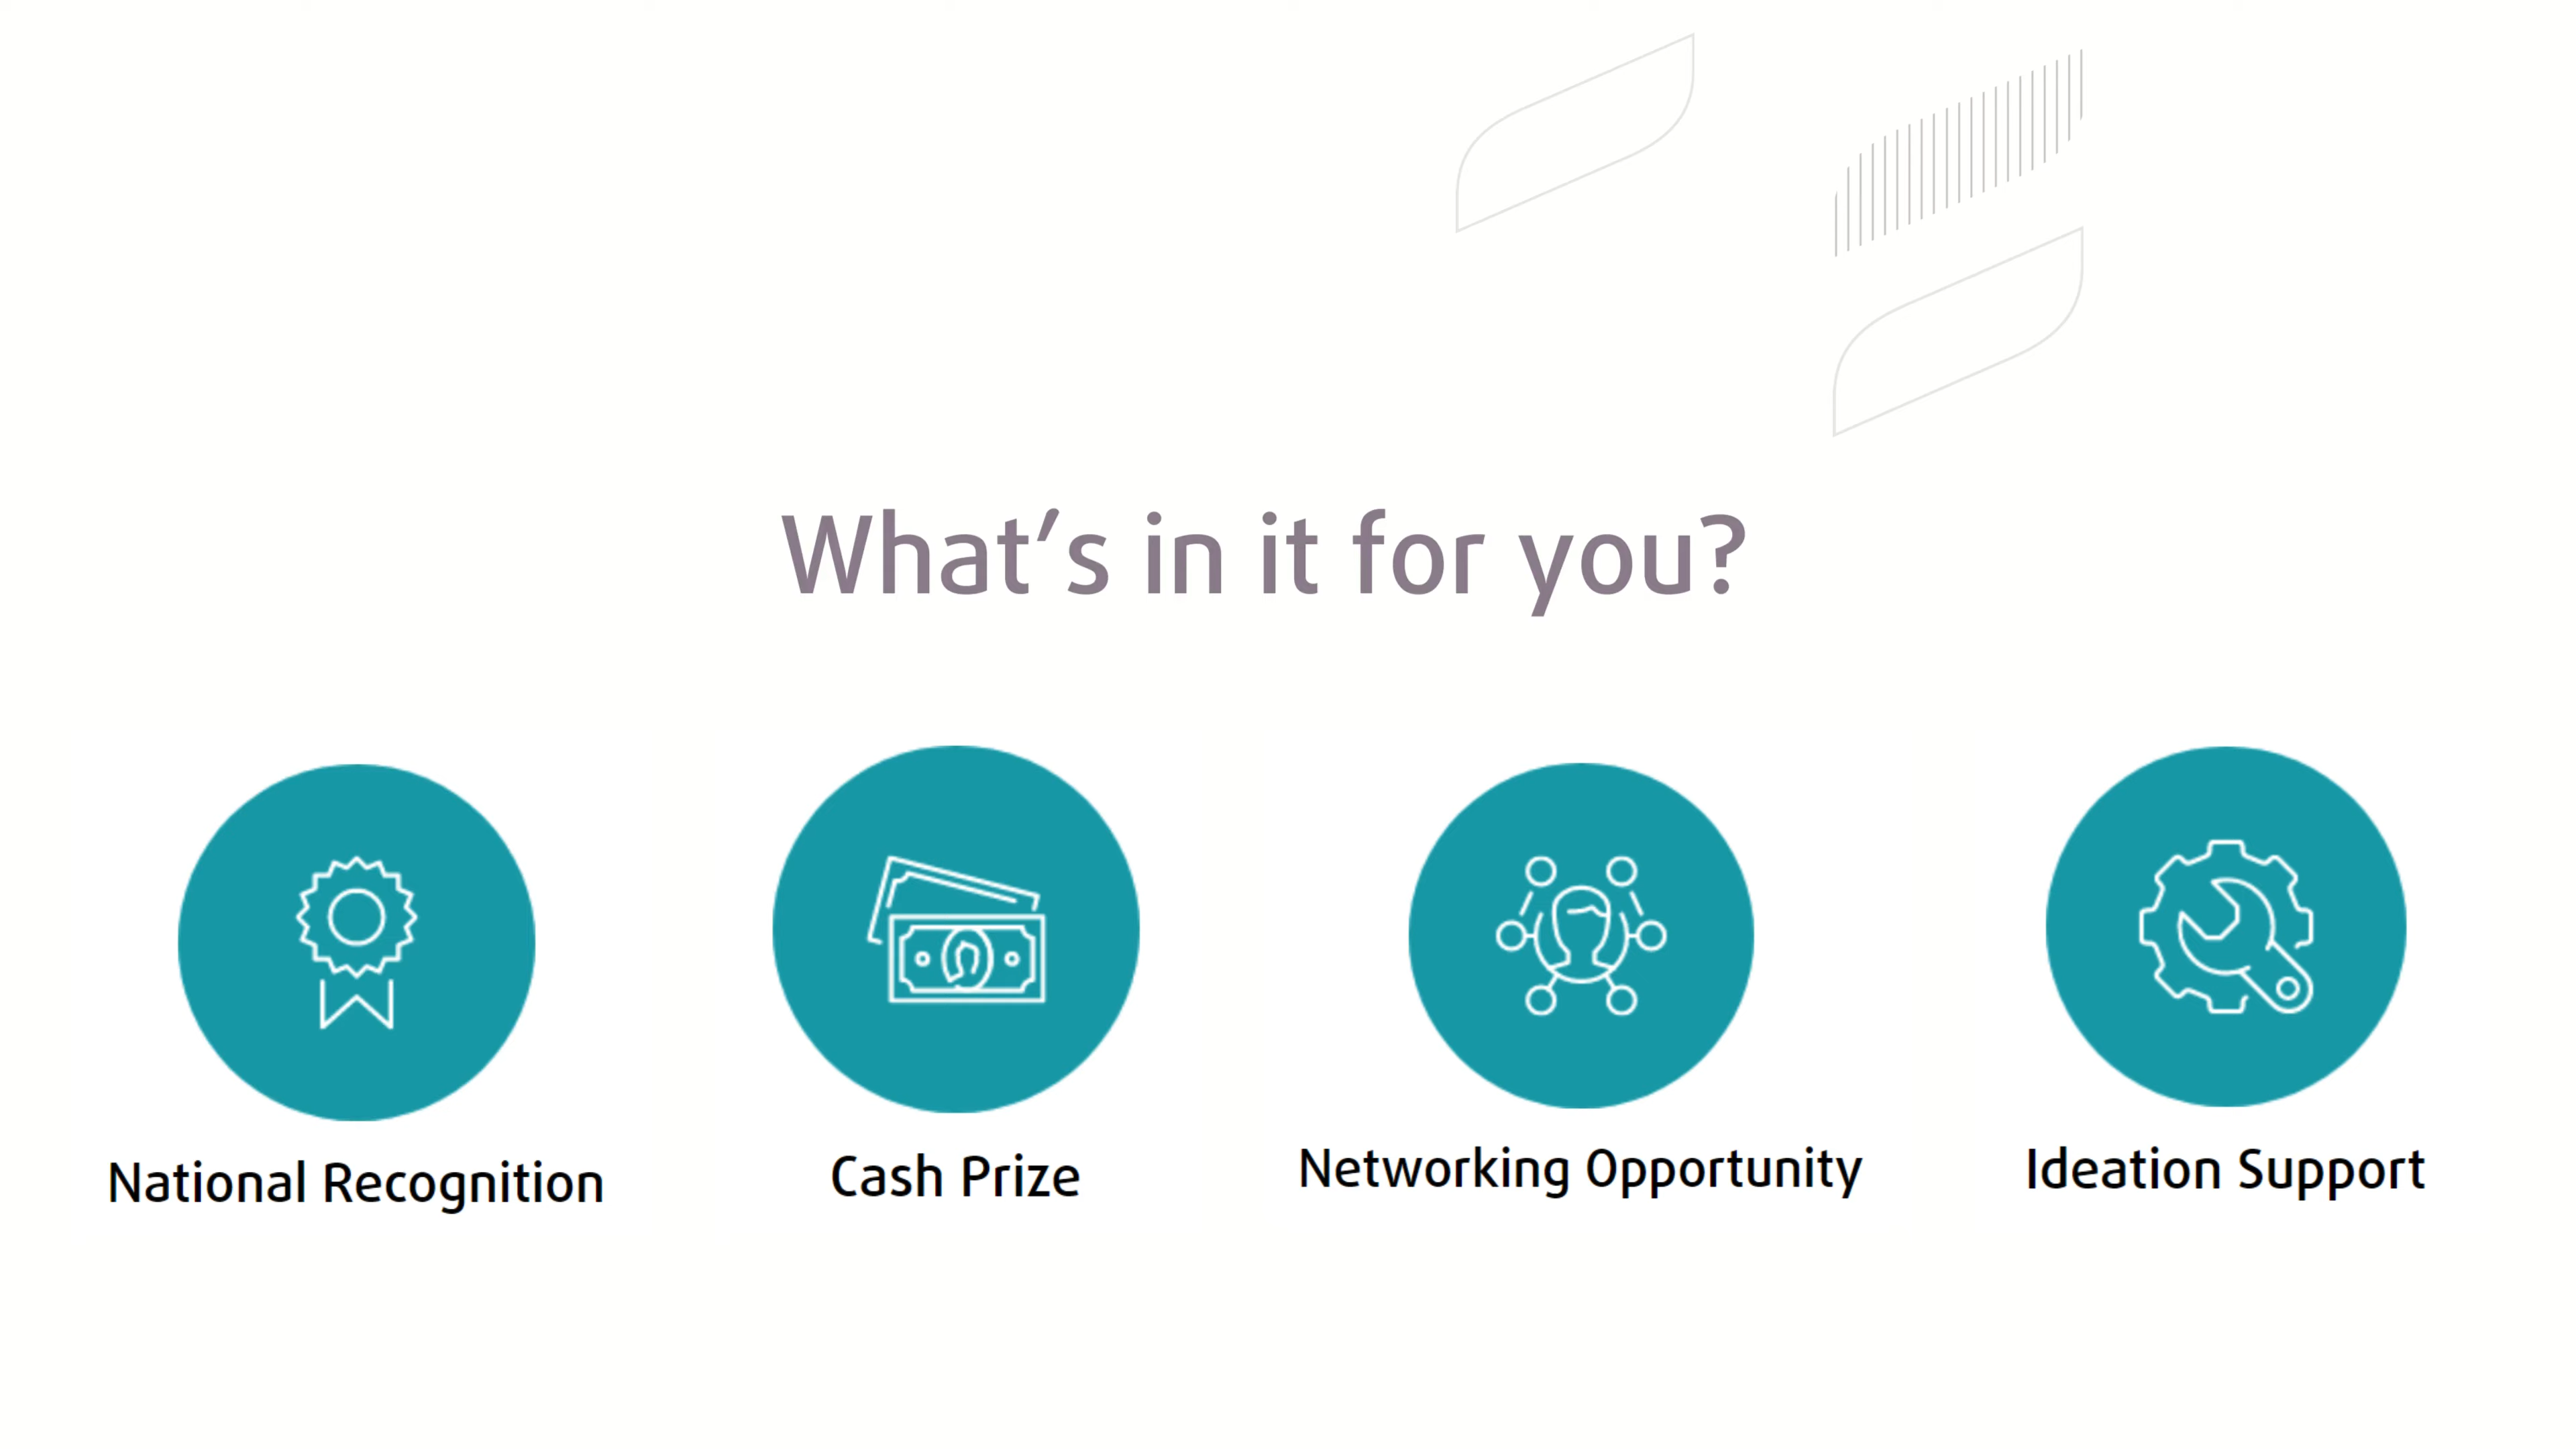 What's in it for you?
National Recognition
Cash Prize
Networking Opportunity
Ideation Support